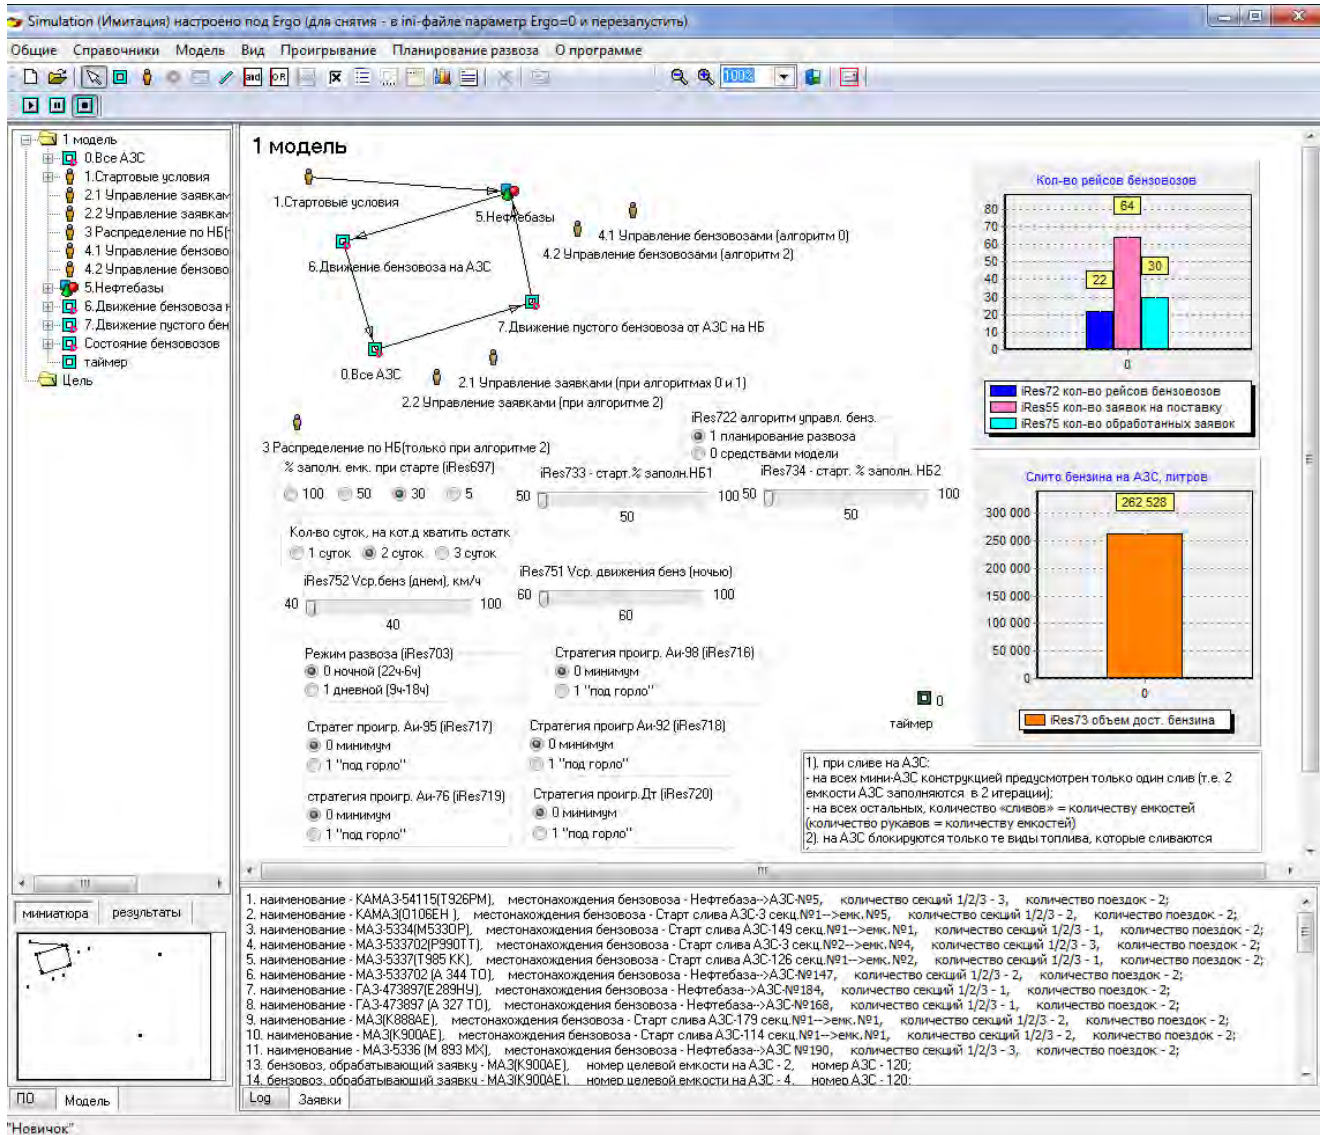 Simulation (Имитация) настроено под Ergo (для снятия - в ini-файле параметр Ergo=0 и перезапустить)
Общие Справочники Модель Вид Проигрывание Планирование развоза О программе
aid OR 100%
1 модель
0.Все АЗС
1.Стартовые условия
2.1 Управление заявкам
2.2 Управление заявкам
3 Распределение по НБ(т
4.1 Управление бензово
4.2 Управление бензово
5.Нефтебазы
6.Движение бензовоза н
7.Движение пустого бен
Состояние бензовозов
таймер
Цель
миниатюра результаты
ПО Модель
1 модель
1.Стартовые условия
5.Нефтебазы
4.1 Управление бензовозами (алгоритм 0)
4.2 Управление бензовозами (алгоритм 2)
6.Движение бензовоза на АЗС
7.Движение пустого бензовоза от АЗС на НБ
0.Все АЗС
2.1 Управление заявками (при алгоритмах 0 и 1)
2.2 Управление заявками (при алгоритме 2)
3 Распределение по НБ(только при алгоритме 2)
iRes722 алгоритм управл. бенз.
1 планирование развоза
0 средствами модели
% заполн. емк. при старте (iRes697)
100 50 30 5
iRes733 - старт.% заполн.НБ1
50 100
50
iRes734 - старт. % заполн. НБ2
50 100
50
Кол-во суток, на кот.д хватить остатк
1 суток 2 суток 3 суток
iRes752 Vср.бенз (днем), км/ч
40 100
40
iRes751 Vср. движения бенз (ночью)
60 100
60
Режим развоза (iRes703)
0 ночной (22ч-6ч)
1 дневной (9ч-18ч)
Стратегия проигр. Аи-98 (iRes716)
0 минимум
1 "под горло"
Стратег проигр. Аи-95 (iRes717)
0 минимум
1 "под горло"
Стратегия проигр Аи-92 (iRes718)
0 минимум
1 "под горло"
стратегия проигр. Аи-76 (iRes719)
0 минимум
1 "под горло"
Стратегия проигр.Дт (iRes720)
0 минимум
1 "под горло"
0
таймер
Кол-во рейсов бензовозов
80
70
60
50
40
30
20
10
0
22
64
30
0
iRes72 кол-во рейсов бензовозов
iRes55 кол-во заявок на поставку
iRes75 кол-во обработанных заявок
Слито бензина на АЗС, литров
262 528
300 000
250 000
200 000
150 000
100 000
50 000
0
0
iRes73 объем дост. бензина
1). при сливе на АЗС:
- на всех мини-АЗС конструкцией предусмотрен только один слив (т.е. 2
емкости АЗС заполняются в 2 итерации);
- на всех остальных, количество «сливов» = количеству емкостей
(количество рукавов = количеству емкостей)
2). на АЗС блокируются только те виды топлива, которые сливаются
1. наименование - КАМАЗ-54115(Т926РМ), местонахождения бензовоза - Нефтебаза-->АЗС-№5, количество секций 1/2/3 - 3, количество поездок - 2;
2. наименование - КАМАЗ(О106ЕН ), местонахождения бензовоза - Старт слива АЗС-3 секц.№1-->емк. №5, количество секций 1/2/3 - 2, количество поездок - 2;
3. наименование - МАЗ-5334(М533ОР), местонахождения бензовоза - Старт слива АЗС-149 секц.№1-->емк. №1, количество секций 1/2/3 - 1, количество поездок - 2;
4. наименование - МАЗ-533702(Р990ТТ), местонахождения бензовоза - Старт слива АЗС-3 секц.№2-->емк. №4, количество секций 1/2/3 - 3, количество поездок - 2;
5. наименование - МАЗ-5337(Т985 КК), местонахождения бензовоза - Старт слива АЗС-126 секц.№1-->емк. №2, количество секций 1/2/3 - 1, количество поездок - 2;
6. наименование - МАЗ-533702 (А 344 ТО), местонахождения бензовоза - Нефтебаза-->АЗС-№147, количество секций 1/2/3 - 2, количество поездок - 2;
7. наименование - ГАЗ-473897(Е289НУ), местонахождения бензовоза - Нефтебаза-->АЗС-№184, количество секций 1/2/3 - 1, количество поездок - 2;
8. наименование - ГАЗ-473897 (А 327 ТО), местонахождения бензовоза - Нефтебаза-->АЗС-№168, количество секций 1/2/3 - 1, количество поездок - 2;
9. наименование - МАЗ(К888АЕ), местонахождения бензовоза - Старт слива АЗС-179 секц.№1-->емк. №1, количество секций 1/2/3 - 2, количество поездок - 2;
10. наименование - МАЗ(К900АЕ), местонахождения бензовоза - Старт слива АЗС-114 секц.№1-->емк. №1, количество секций 1/2/3 - 2, количество поездок - 2;
11. наименование - МАЗ-5336 (М 893 МХ), местонахождения бензовоза - Нефтебаза-->АЗС №190, количество секций 1/2/3 - 3, количество поездок - 2;
13. бензовоз, обрабатывающий заявку - МАЗ(К900АЕ), номер целевой емкости на АЗС - 2, номер АЗС - 120;
14. бензовоз, обрабатывающий заявку - МАЗ(К900АЕ), номер целевой емкости на АЗС - 4, номер АЗС - 120;
Log Заявки
"Новичок"